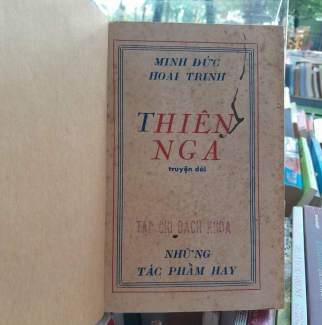 MINH ĐỨC
HOÀI TRINH
THIÊN
NGA
truyện dài
TẠP CHÍ BÁCH KHOA
NHỮNG
TÁC PHẨM HAY